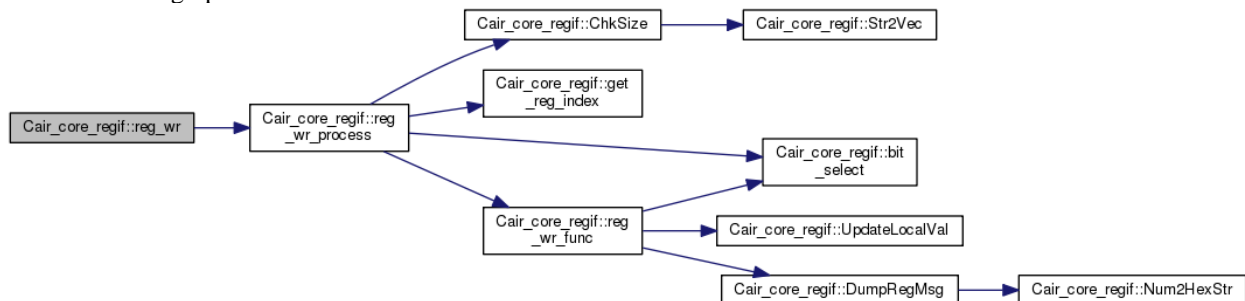 Cair_core_regif::ChkSize
Cair_core_regif::Str2Vec
Cair_core_regif::get
_reg_index
Cair_core_regif::reg_wr
Cair_core_regif::reg
_wr_process
Cair_core_regif::bit
_select
Cair_core_regif::reg
_wr_func
Cair_core_regif::UpdateLocalVal
Cair_core_regif::DumpRegMsg
Cair_core_regif::Num2HexStr